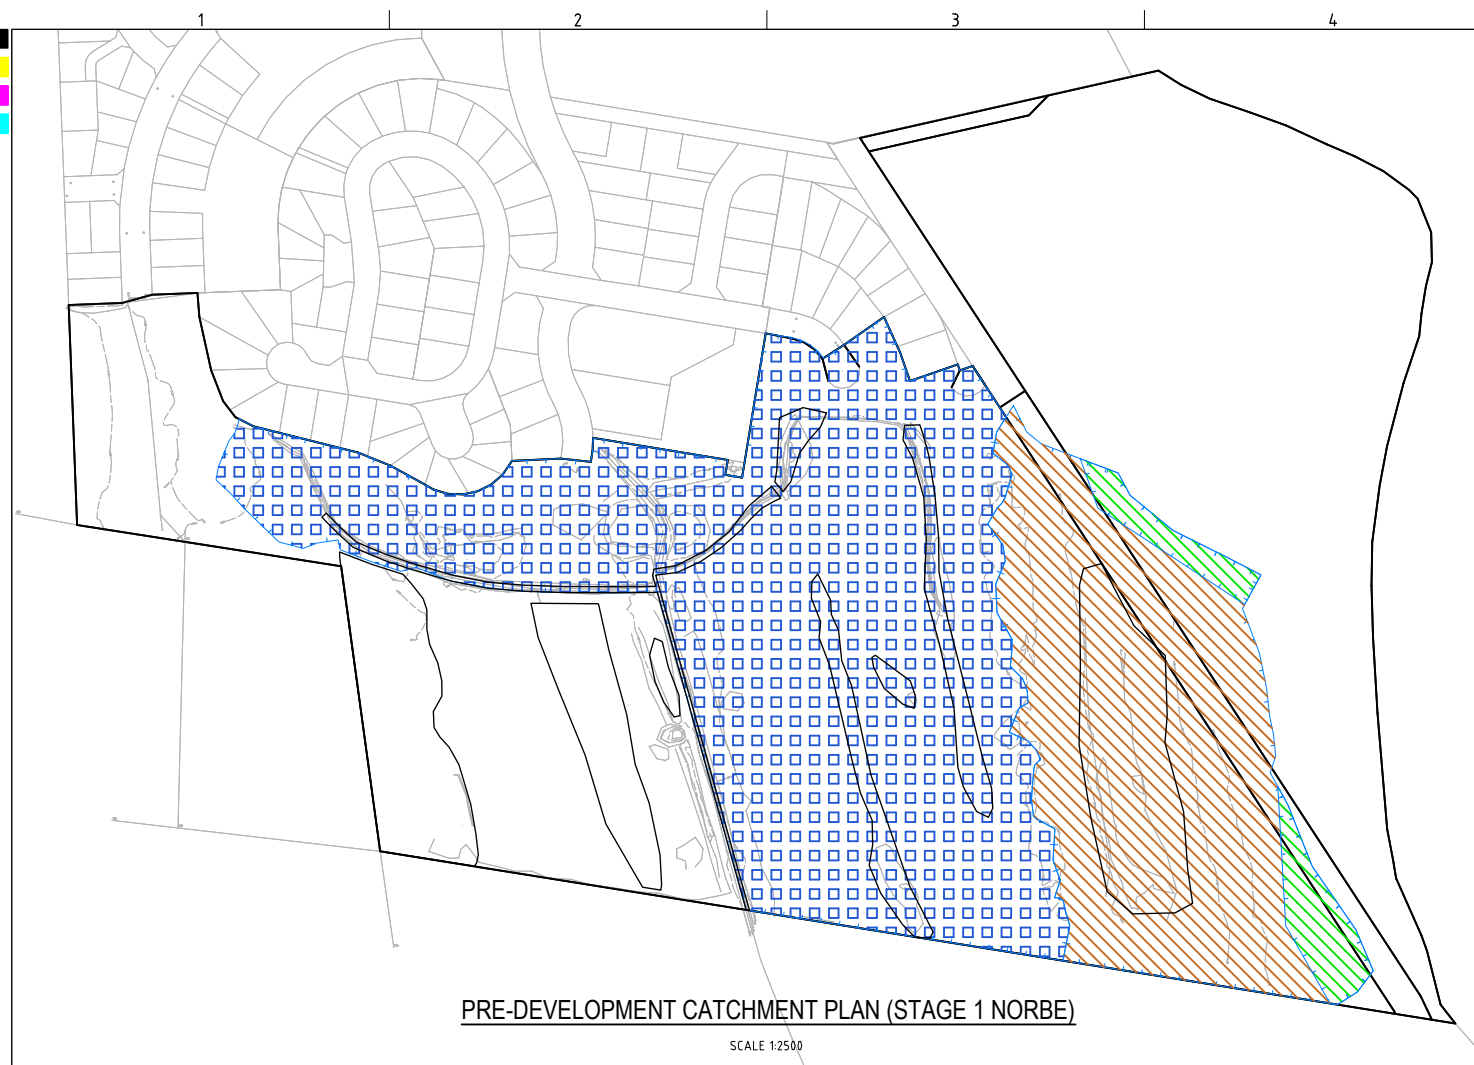 1 2 3 4
PRE-DEVELOPMENT CATCHMENT PLAN (STAGE 1 NORBE)
SCALE 1:2500